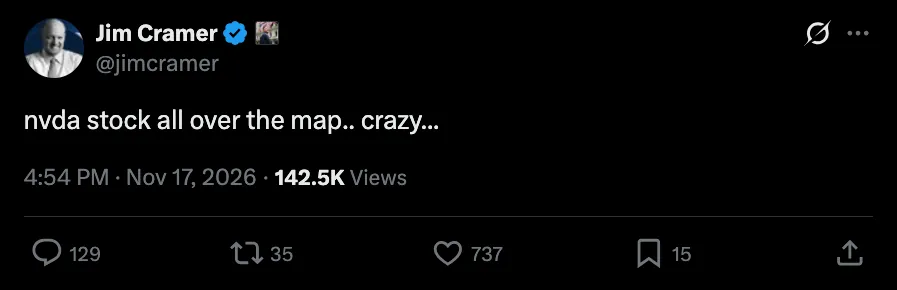 Jim Cramer
@jimcramer
nvda stock all over the map.. crazy...
4:54 PM · Nov 17, 2026 · 142.5K Views
129 35 737 15